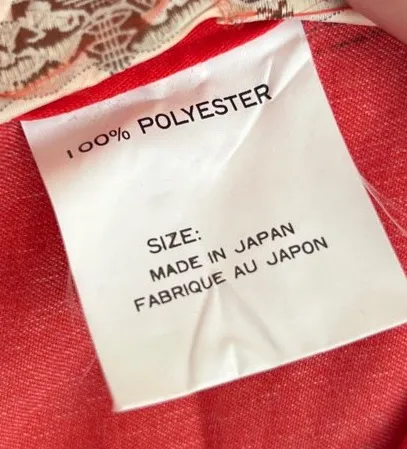 100% POLYESTER
SIZE:
MADE IN JAPAN
FABRIQUE AU JAPON